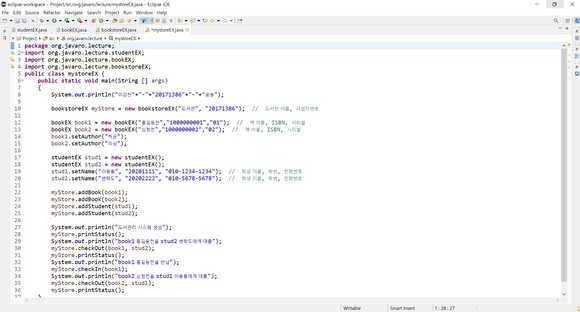 eclipse-workspace - Project/src/org/javaro/lecture/mystoreEX.java - Eclipse IDE
File Edit Source Refactor Navigate Search Project Run Window Help
studentEX.java bookEX.java bookstoreEX.java *mystoreEX.java
Project src org.javaro.lecture mystoreEX
1 package org.javaro.lecture;
2 import org.javaro.lecture.studentEX;
3 import org.javaro.lecture.bookEX;
4 import org.javaro.lecture.bookstoreEX;
5 public class mystoreEX {
6 public static void main(String [] args)
7 {
8 System.out.println("이강찬"+"-"+"20171386"+"-"+"응용");
9
10 bookstoreEX myStore = new bookstoreEX("도서관", "20171386"); // 도서관 이름, 사업자번호
11
12 bookEX book1 = new bookEX("홍길동전","1000000001","01"); // 책 이름, ISBN, 시리얼
13 bookEX book2 = new bookEX("심청전","1000000002","02"); // 책 이름, ISBN, 시리얼
14 book1.setAuthor("허균");
15 book2.setAuthor("미상");
16
17 studentEX stud1 = new studentEX();
18 studentEX stud2 = new studentEX();
19 stud1.setName("이몽룡", "20201111", "010-1234-1234"); // 학생 이름, 학번, 전화번호
20 stud2.setName("변학도", "20202222", "010-5678-5678"); // 학생 이름, 학번, 전화번호
21
22 myStore.addBook(book1);
23 myStore.addBook(book2);
24 myStore.addStudent(stud1);
25 myStore.addStudent(stud2);
26
27 System.out.println("도서관리 시스템 생성");
28 myStore.printStatus();
29 System.out.println("book1 홍길동전을 stud2 변학도에게 대출");
30 myStore.checkOut(book1, stud2);
31 myStore.printStatus();
32 System.out.println("book1 홍길동전을 반납");
33 myStore.checkIn(book1);
34 System.out.println("book2 심청전을 stud1 이몽룡에게 대출");
35 myStore.checkOut(book2, stud1);
36 myStore.printStatus();
37 }
Writable Smart Insert 1 : 28 : 27